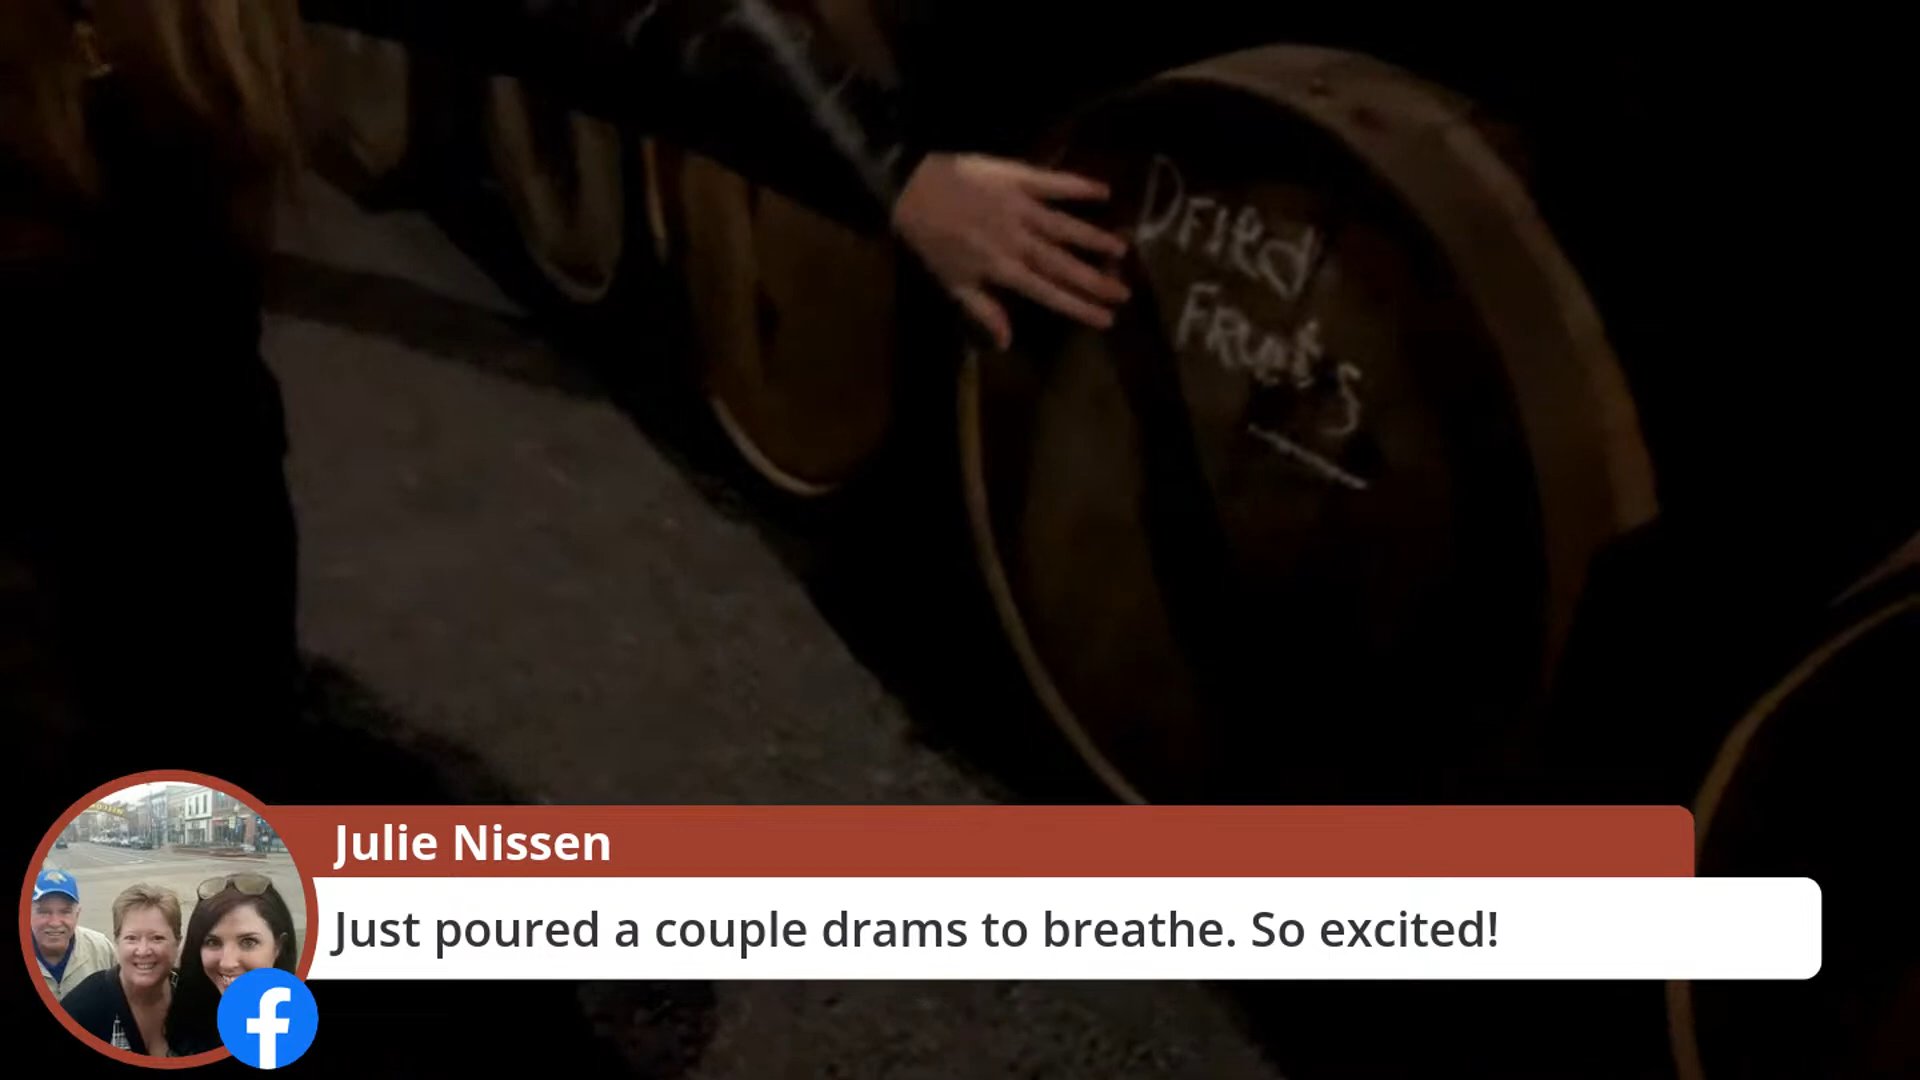 Dried
Fruits
Julie Nissen
Just poured a couple drams to breathe. So excited!